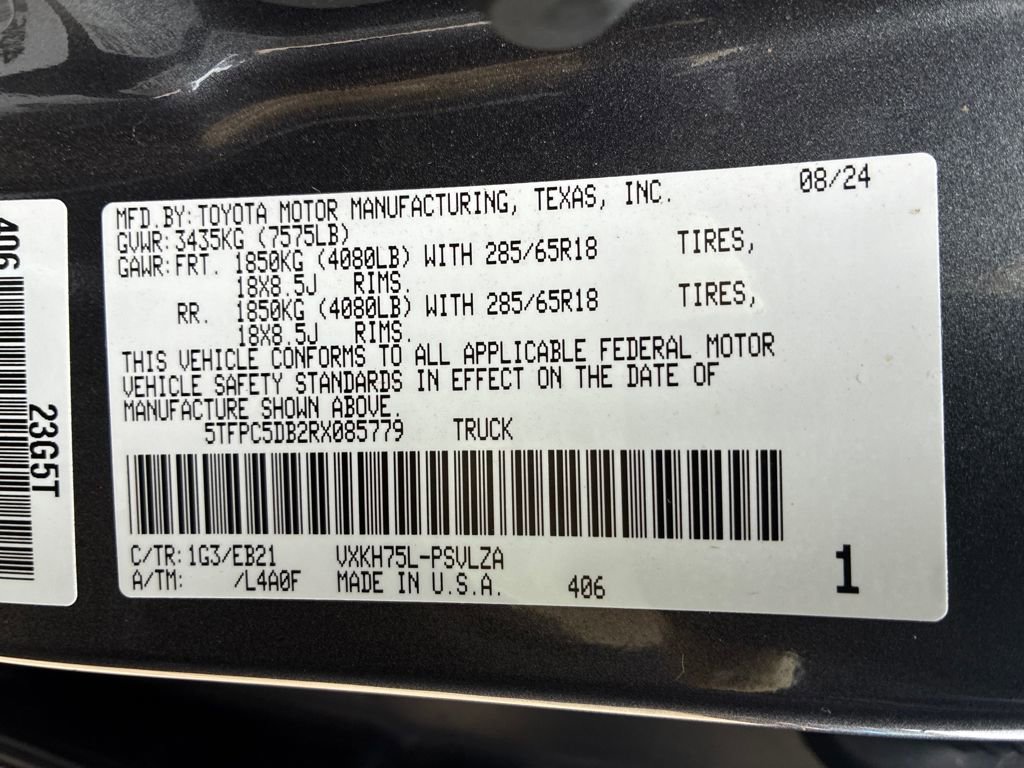 MFD.BY:TOYOTA MOTOR MANUFACTURING, TEXAS, INC. 08/24
GVWR:3435KG (7575LB)
GAWR:FRT. 1850KG (4080LB) WITH 285/65R18 TIRES,
18X8.5J RIMS.
RR. 1850KG (4080LB) WITH 285/65R18 TIRES,
18X8.5J RIMS.
THIS VEHICLE CONFORMS TO ALL APPLICABLE FEDERAL MOTOR
VEHICLE SAFETY STANDARDS IN EFFECT ON THE DATE OF
MANUFACTURE SHOWN ABOVE.
5TFPC5DB2RX085779 TRUCK
C/TR:1G3/EB21 VXKH75L-PSVLZA
A/TM: /L4A0F MADE IN U.S.A. 406
1
406
23G5T